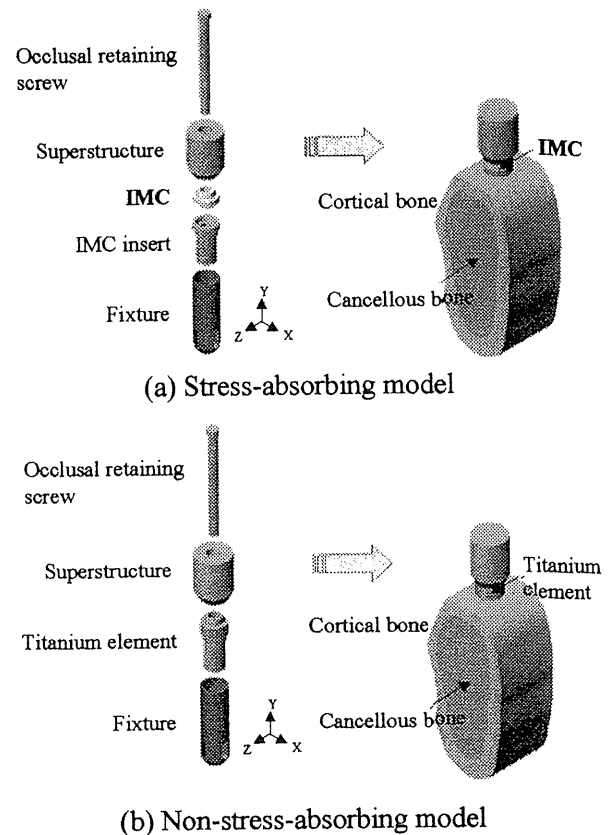 Occlusal retaining
screw
Superstructure
IMC
IMC insert
Fixture
Y
Z
X
IMC
Cortical bone
Cancellous bone
(a) Stress-absorbing model
Occlusal retaining
screw
Superstructure
Titanium element
Fixture
Y
Z
X
Titanium
element
Cortical bone
Cancellous bone
(b) Non-stress-absorbing model